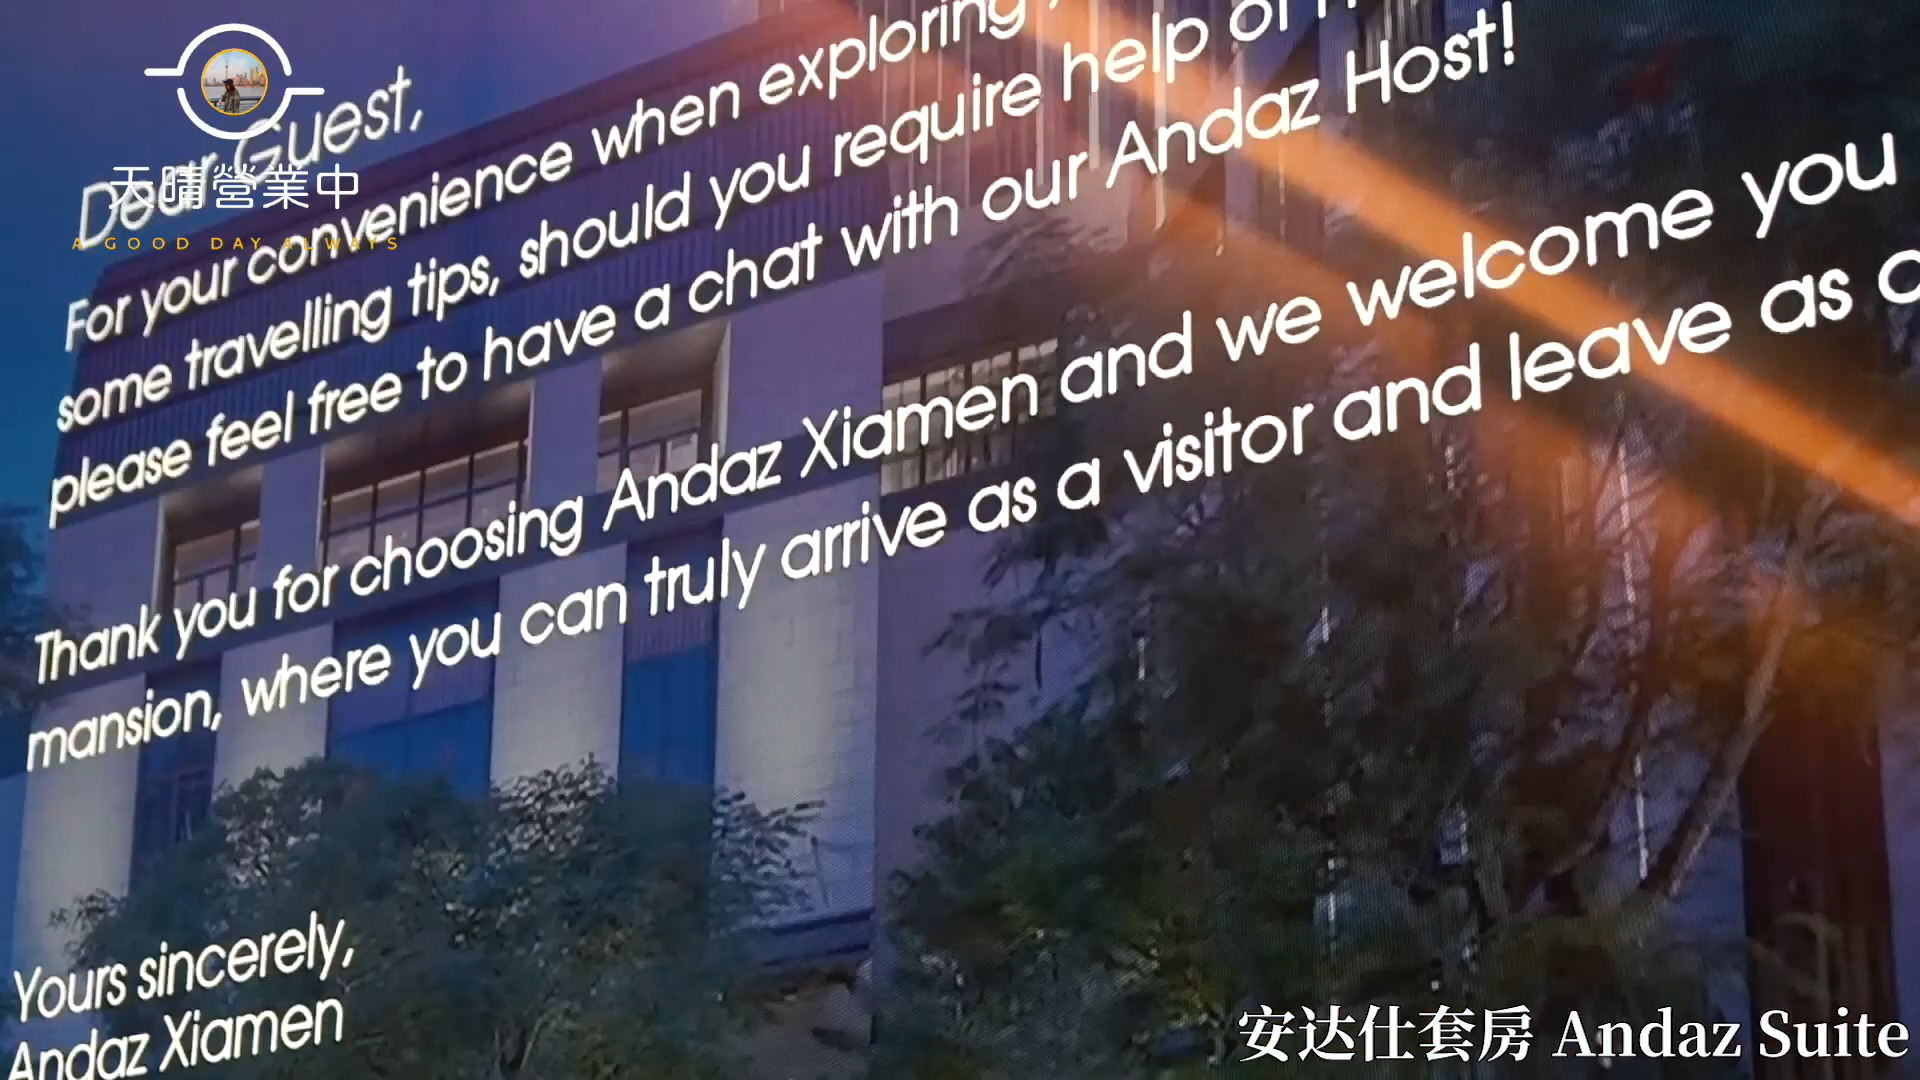 天晴營業中
A GOOD DAY ALWAYS
Dear Guest,
For your convenience when exploring
some travelling tips, should you require help or
please feel free to have a chat with our Andaz Host!
Thank you for choosing Andaz Xiamen and we welcome you
mansion, where you can truly arrive as a visitor and leave as a
Yours sincerely,
Andaz Xiamen
安达仕套房 Andaz Suite